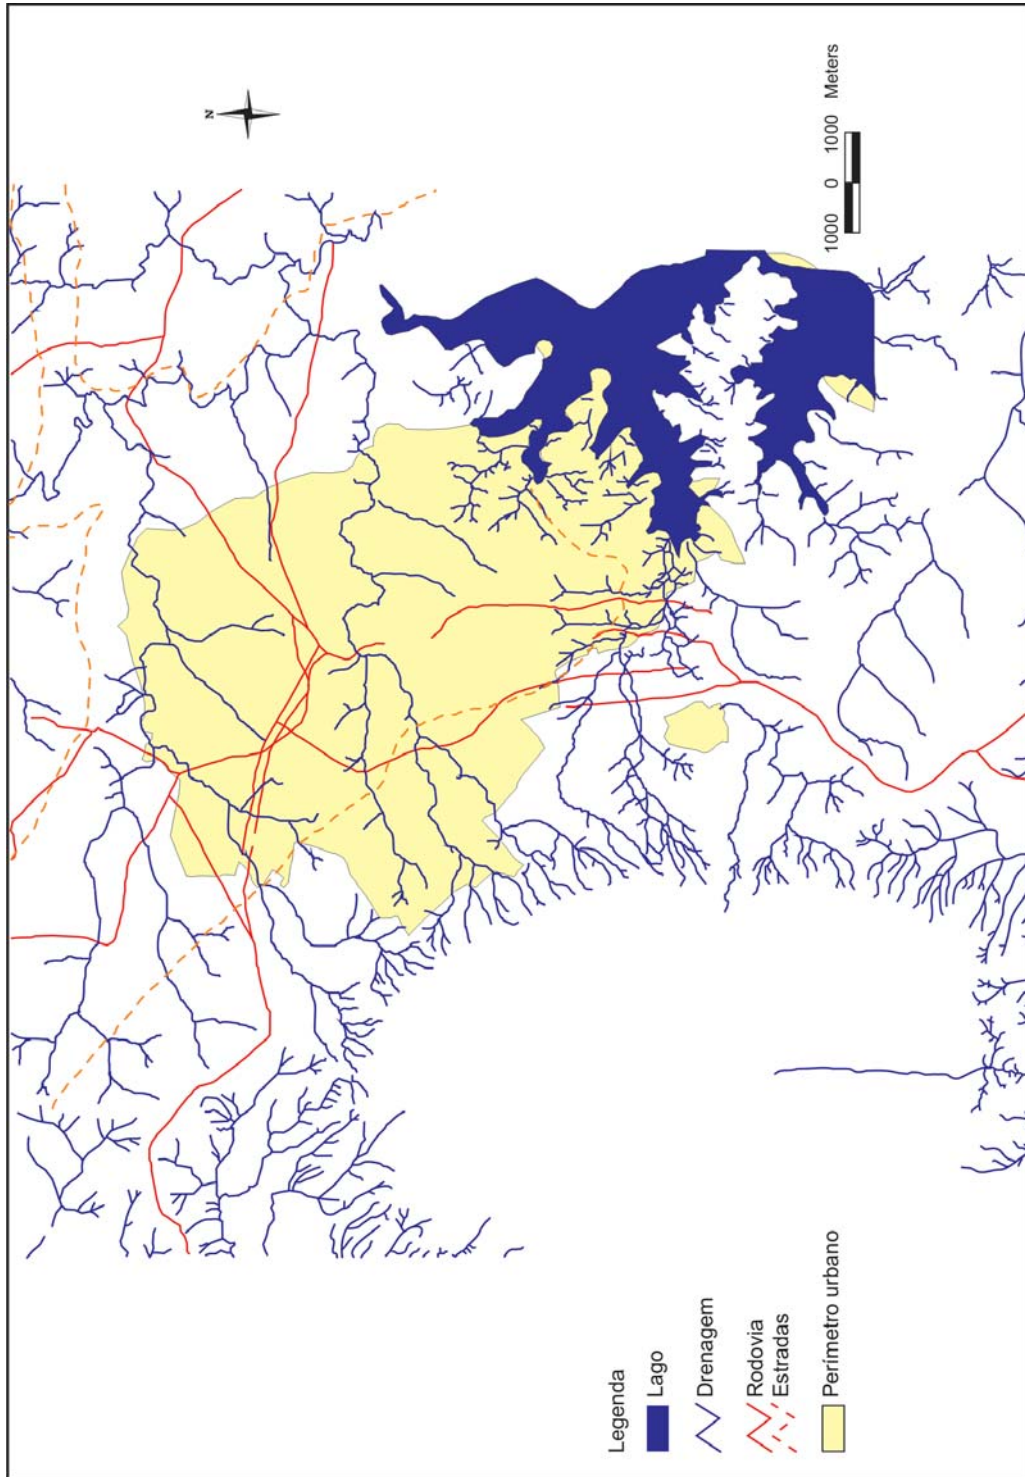 N
1000 0 1000 Meters
Legenda
Lago
Drenagem
Rodovia
Estradas
Perímetro urbano